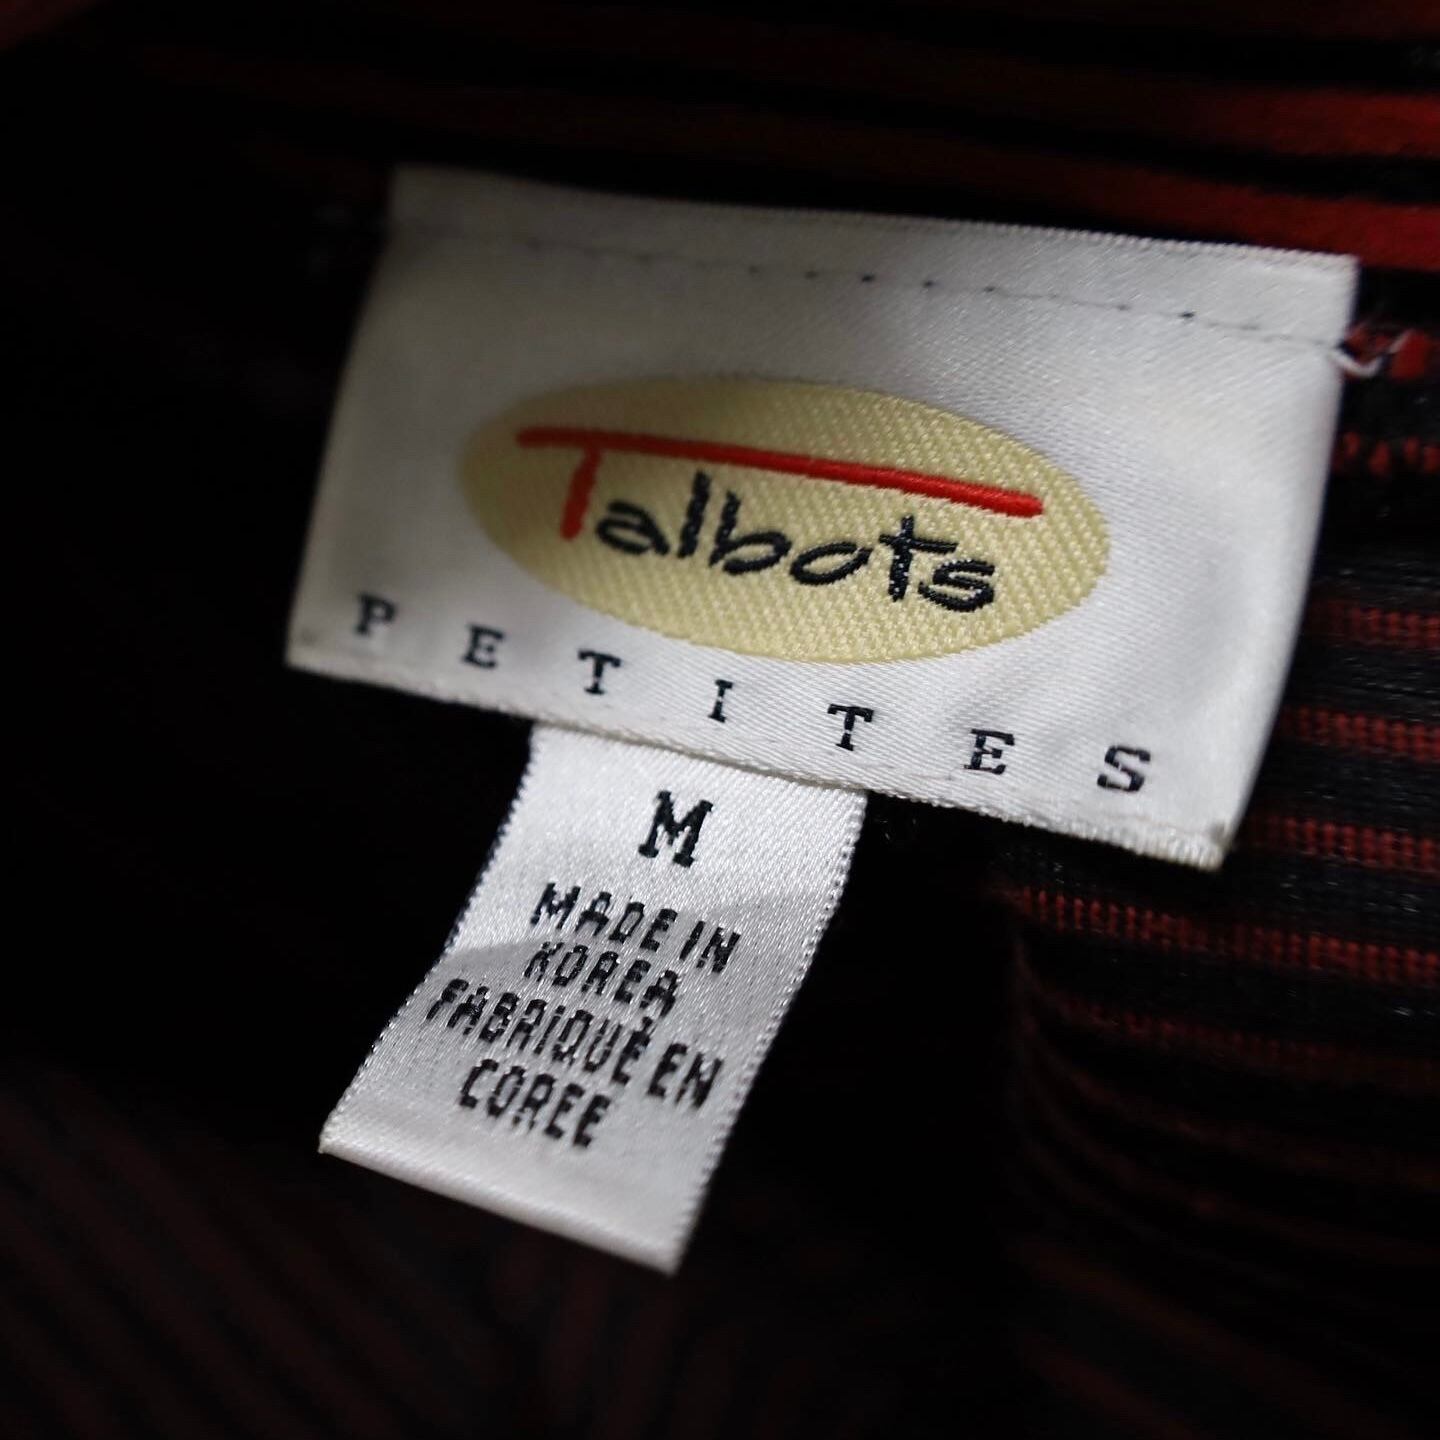 Talbots
PETITES
M
MADE IN
KOREA
FABRIQUÉ EN
COREE